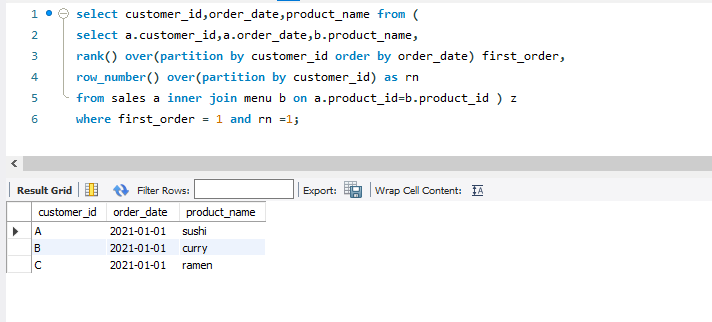 1 select customer_id,order_date,product_name from (
2 select a.customer_id,a.order_date,b.product_name,
3 rank() over(partition by customer_id order by order_date) first_order,
4 row_number() over(partition by customer_id) as rn
5 from sales a inner join menu b on a.product_id=b.product_id ) z
6 where first_order = 1 and rn =1;
Result Grid Filter Rows: Export: Wrap Cell Content: IA
customer_id order_date product_name
A 2021-01-01 sushi
B 2021-01-01 curry
C 2021-01-01 ramen